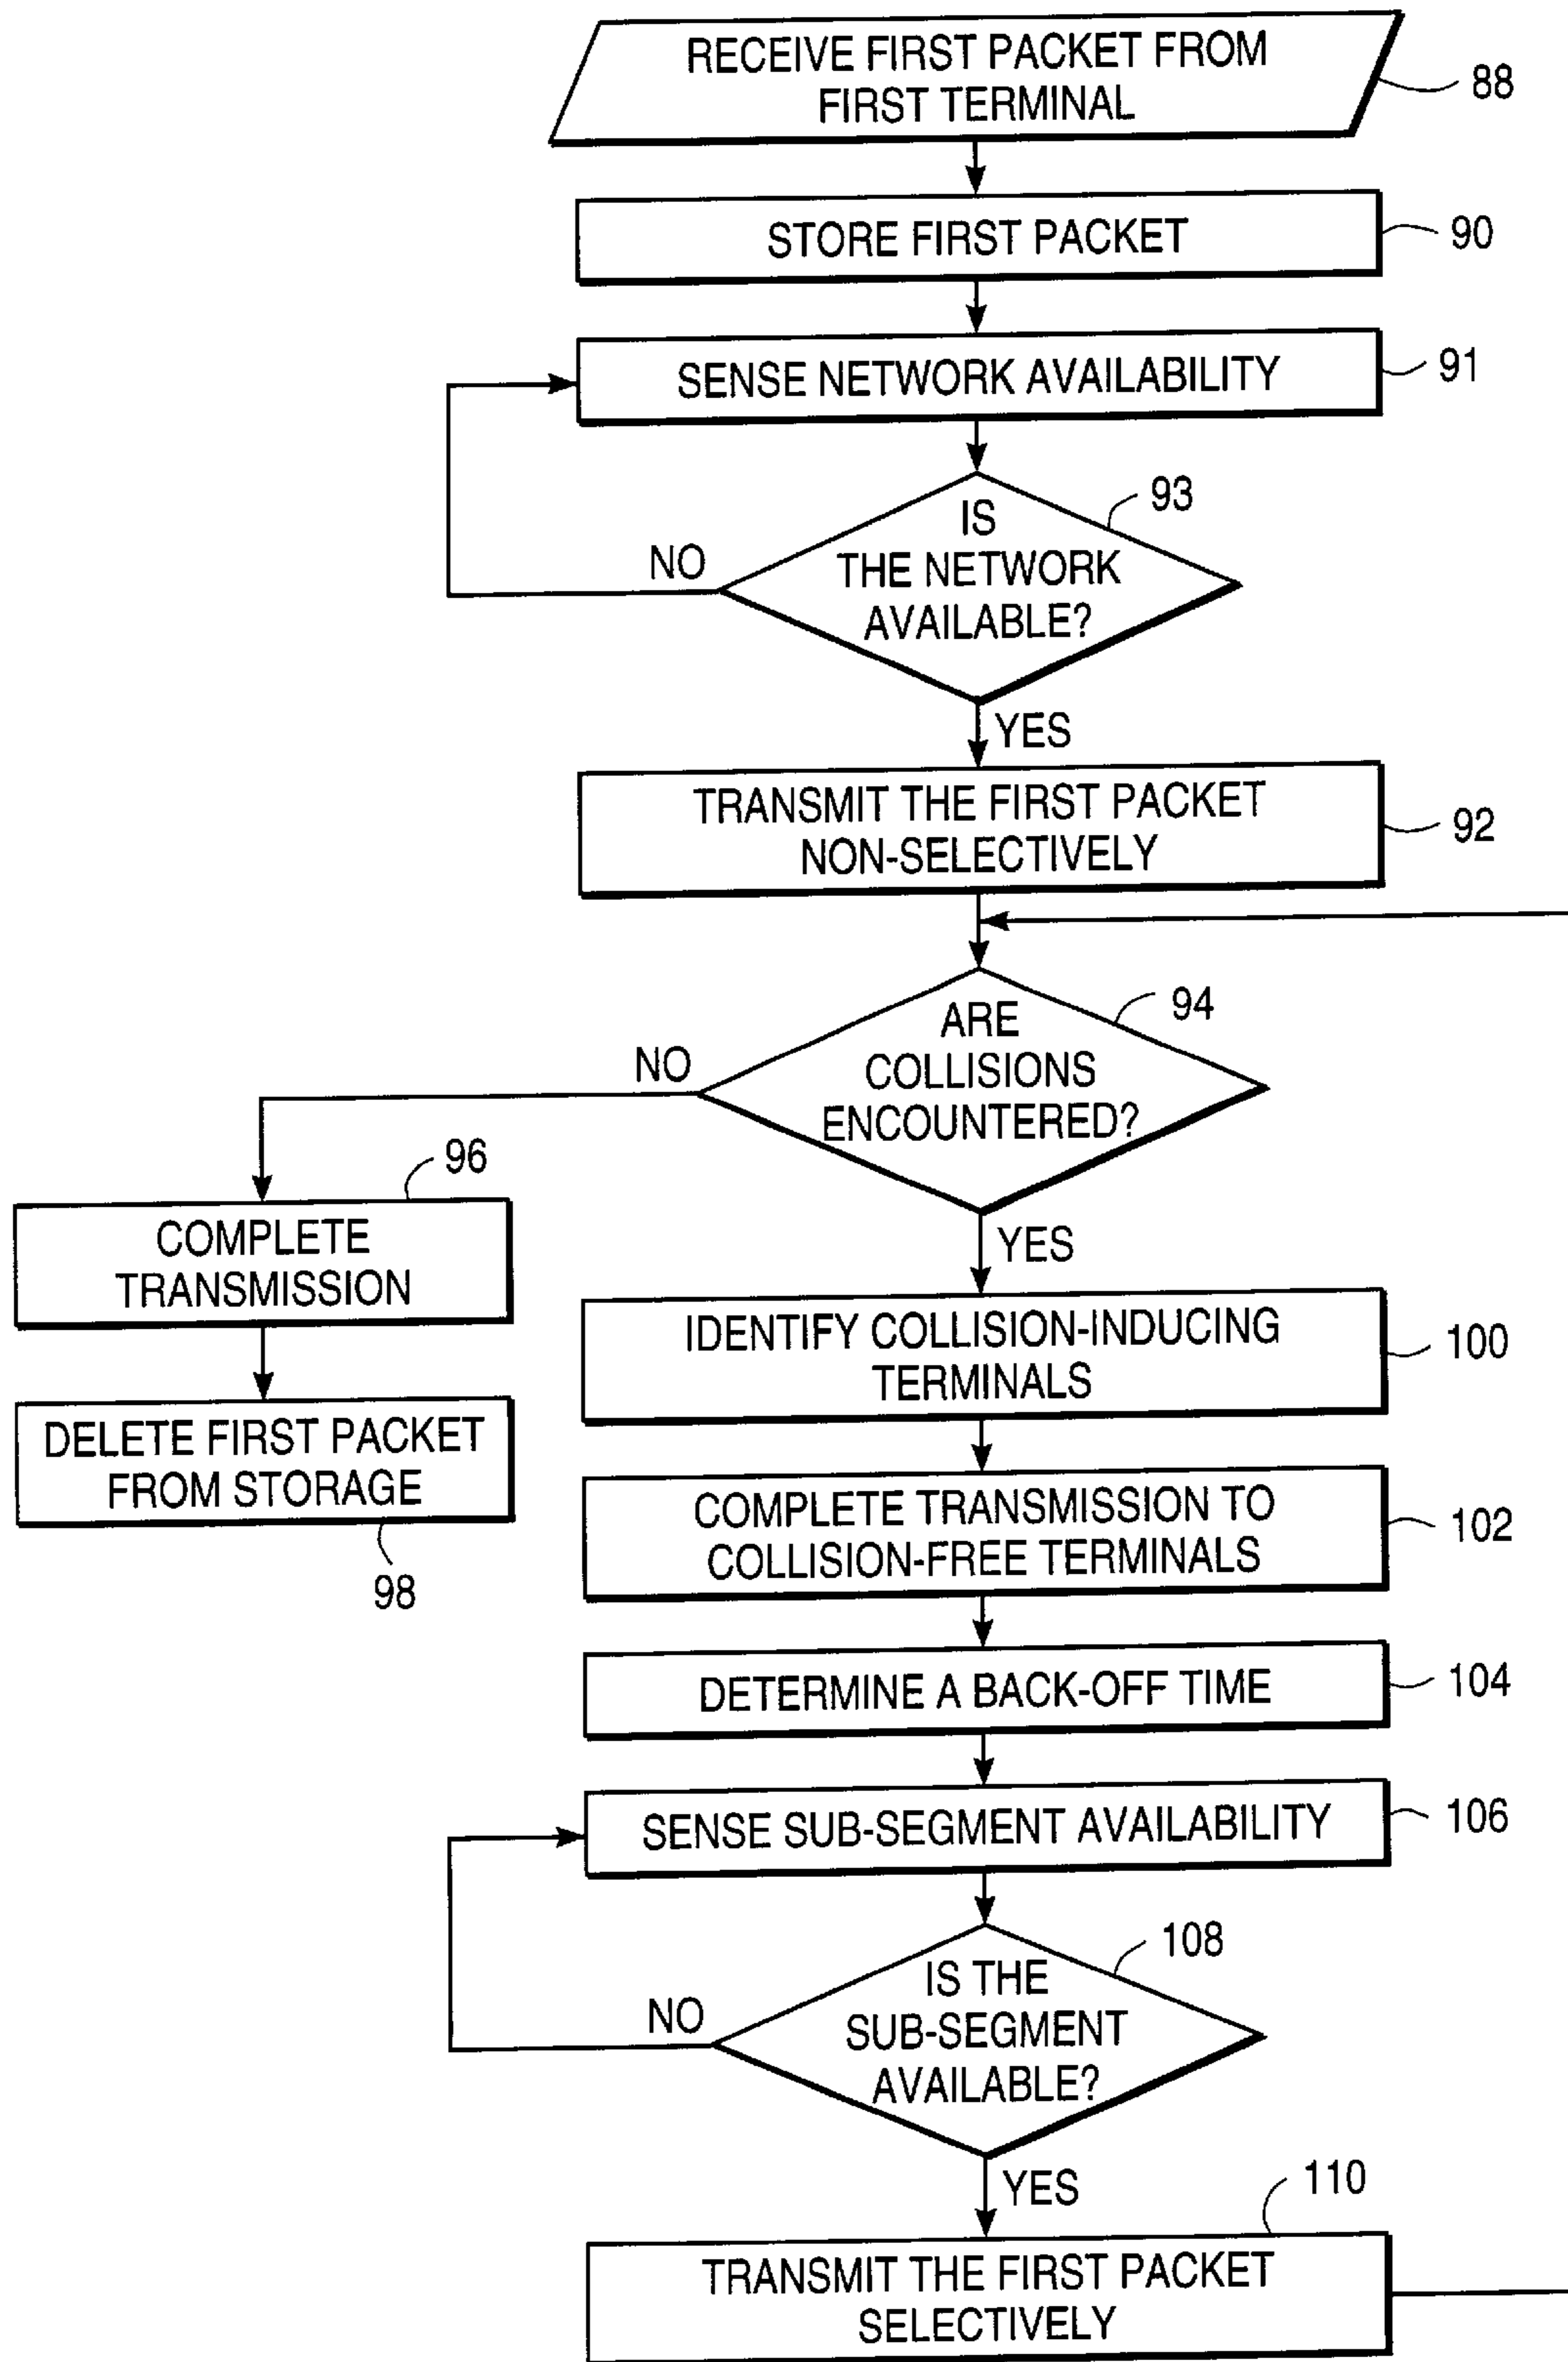 RECEIVE FIRST PACKET FROM
FIRST TERMINAL
88
STORE FIRST PACKET
90
SENSE NETWORK AVAILABILITY
91
93
IS
THE NETWORK
AVAILABLE?
NO
YES
TRANSMIT THE FIRST PACKET
NON-SELECTIVELY
92
94
ARE
COLLISIONS
ENCOUNTERED?
NO
96
COMPLETE
TRANSMISSION
DELETE FIRST PACKET
FROM STORAGE
98
YES
IDENTIFY COLLISION-INDUCING
TERMINALS
100
COMPLETE TRANSMISSION TO
COLLISION-FREE TERMINALS
102
DETERMINE A BACK-OFF TIME
104
SENSE SUB-SEGMENT AVAILABILITY
106
108
IS THE
SUB-SEGMENT
AVAILABLE?
NO
YES
110
TRANSMIT THE FIRST PACKET
SELECTIVELY